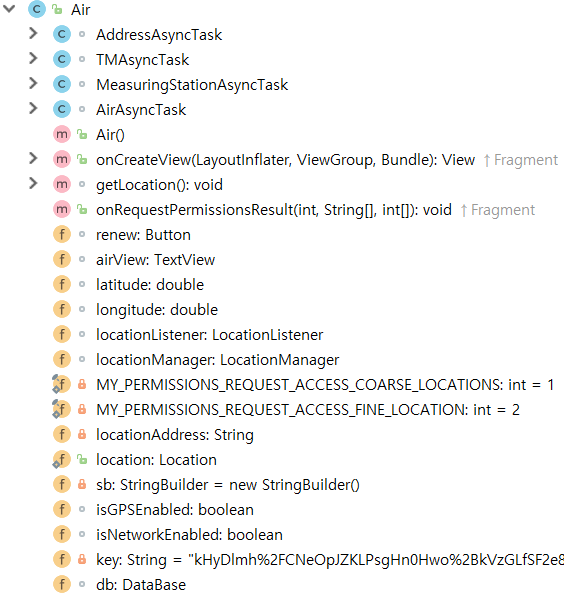 Air
AddressAsyncTask
TMAsyncTask
MeasuringStationAsyncTask
AirAsyncTask
Air()
onCreateView(LayoutInflater, ViewGroup, Bundle): View ↑Fragment
getLocation(): void
onRequestPermissionsResult(int, String[], int[]): void ↑Fragment
renew: Button
airView: TextView
latitude: double
longitude: double
locationListener: LocationListener
locationManager: LocationManager
MY_PERMISSIONS_REQUEST_ACCESS_COARSE_LOCATIONS: int = 1
MY_PERMISSIONS_REQUEST_ACCESS_FINE_LOCATION: int = 2
locationAddress: String
location: Location
sb: StringBuilder = new StringBuilder()
isGPSEnabled: boolean
isNetworkEnabled: boolean
key: String = "kHyDlmh%2FCNeOpJZKLPsgHn0Hwo%2BkVzGLfSF2e8
db: DataBase